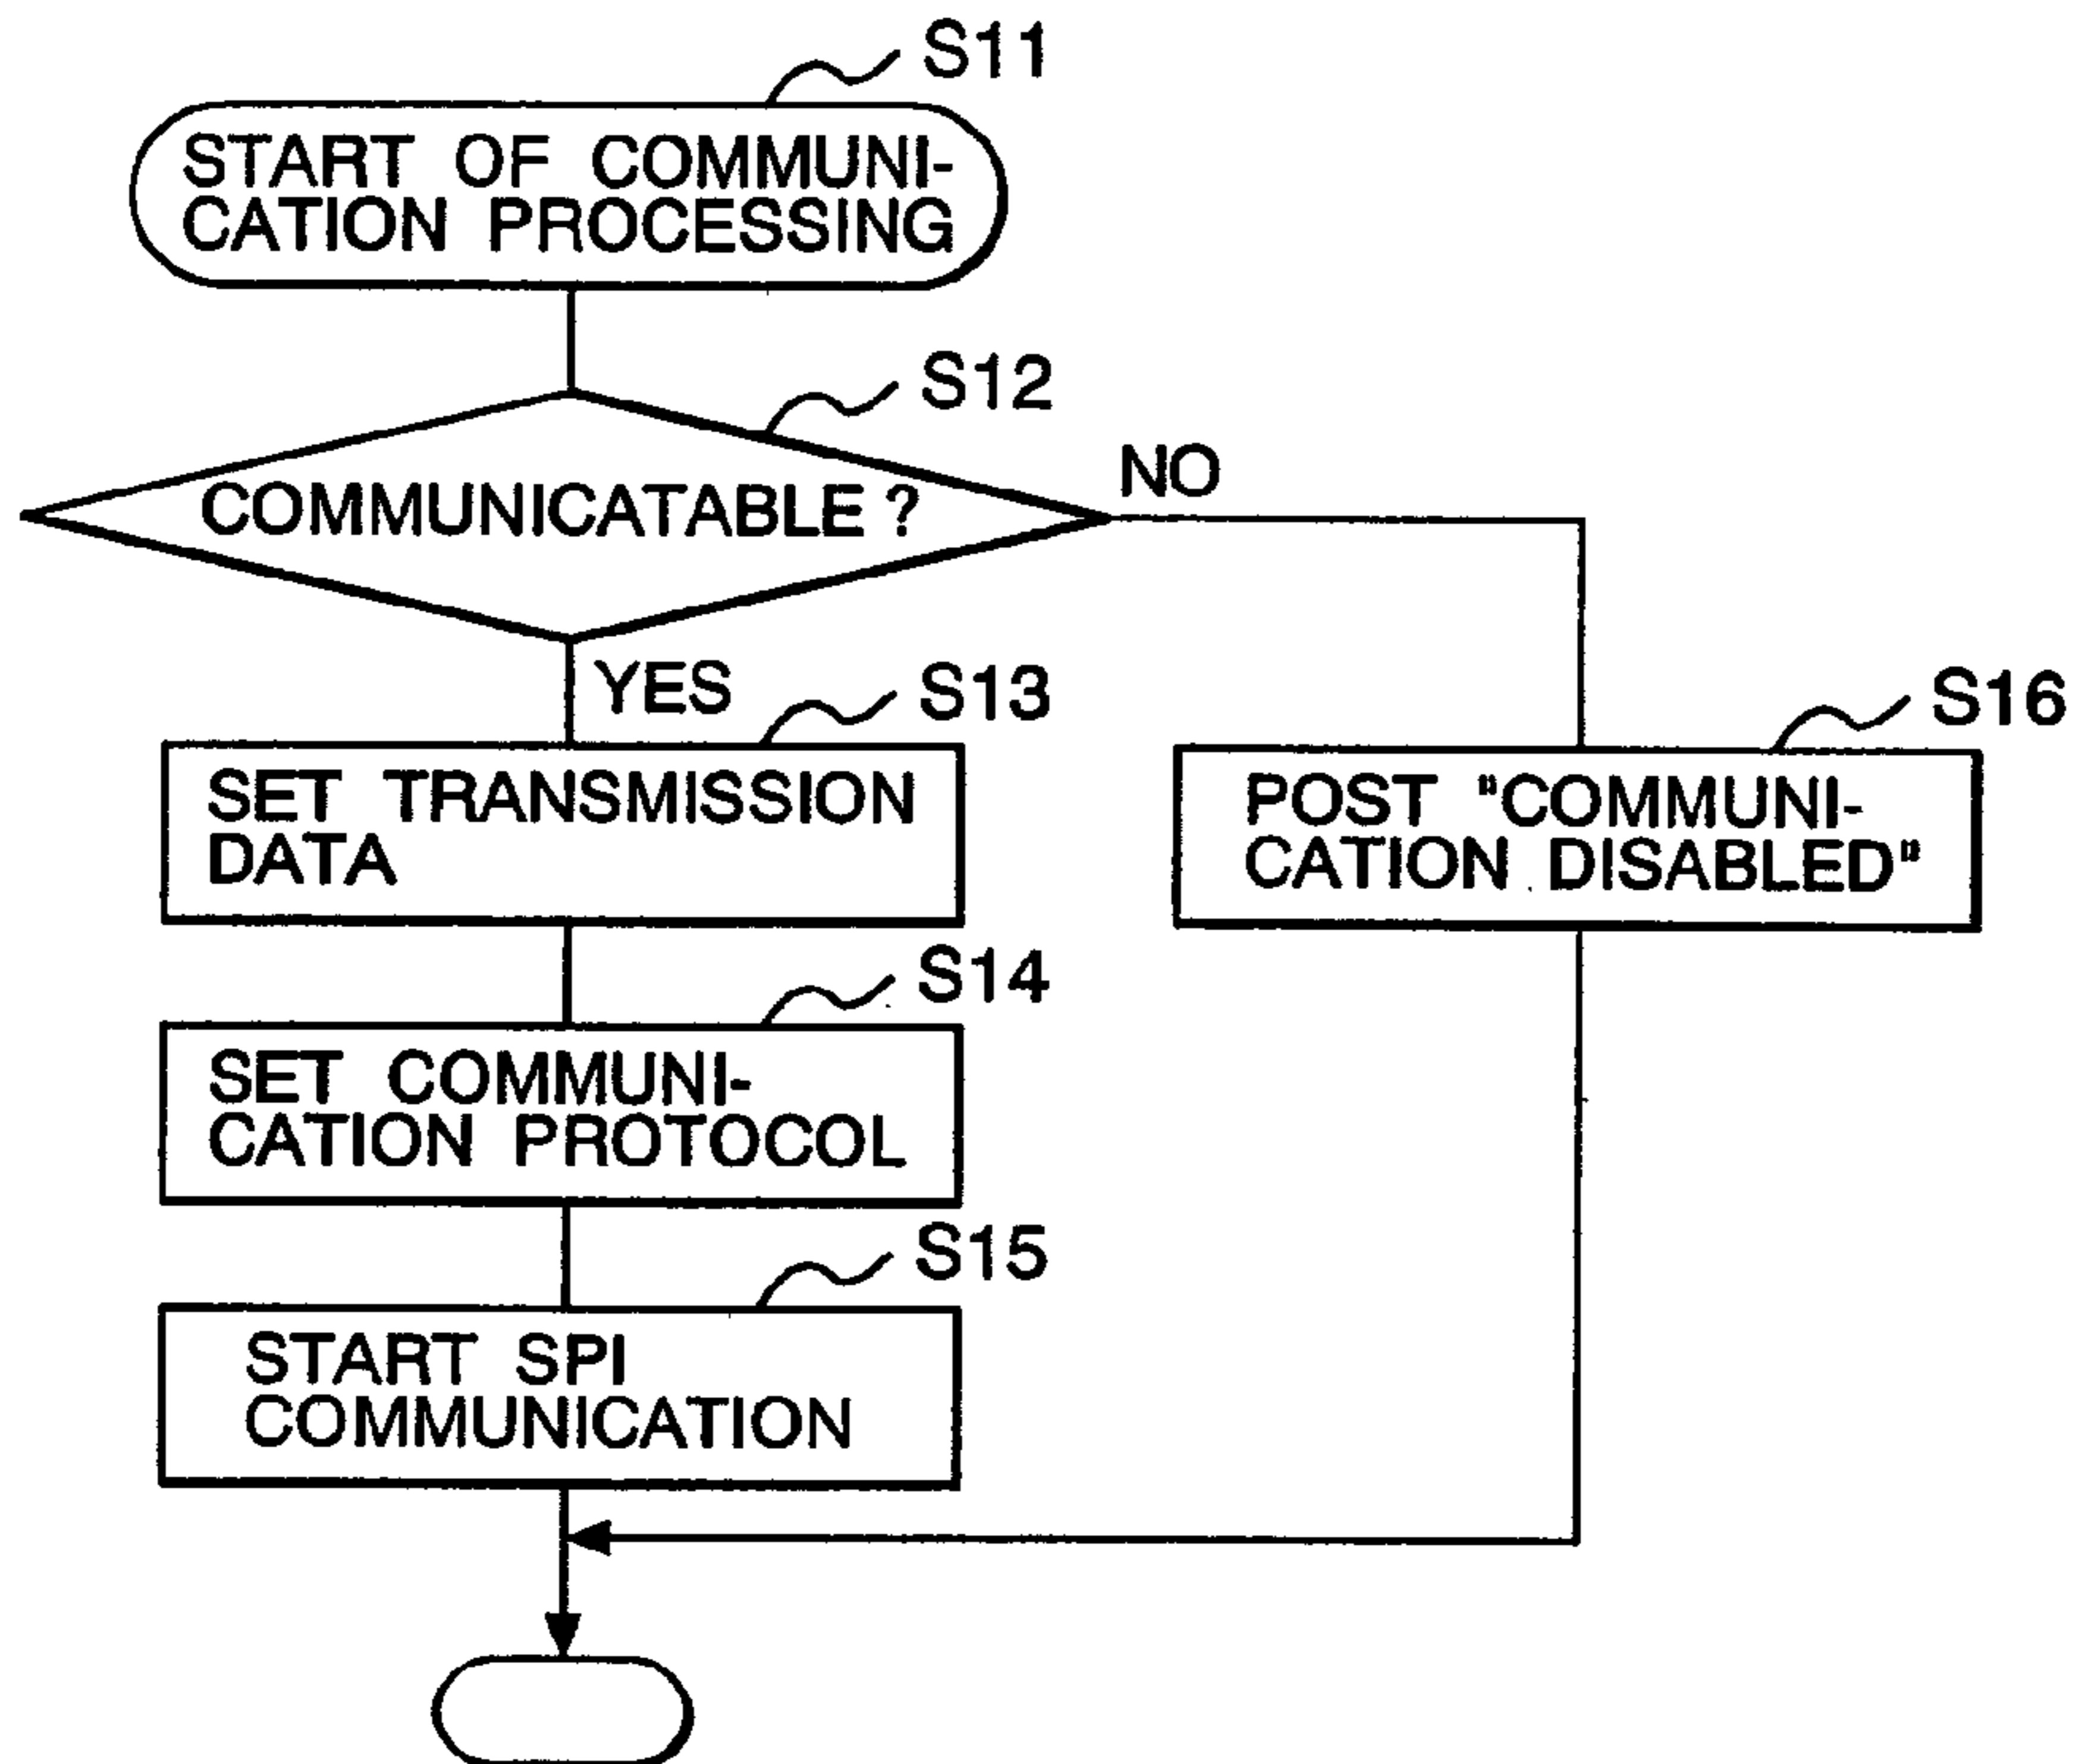 S11
START OF COMMUNI-
CATION PROCESSING
S12
COMMUNICATABLE ?
NO
YES
S13
SET TRANSMISSION
DATA
S16
POST "COMMUNI-
CATION DISABLED"
S14
SET COMMUNI-
CATION PROTOCOL
S15
START SPI
COMMUNICATION